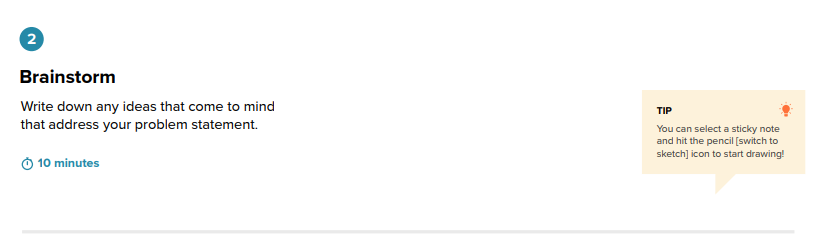 2
Brainstorm
Write down any ideas that come to mind
that address your problem statement.
10 minutes
TIP
You can select a sticky note
and hit the pencil [switch to
sketch] icon to start drawing!